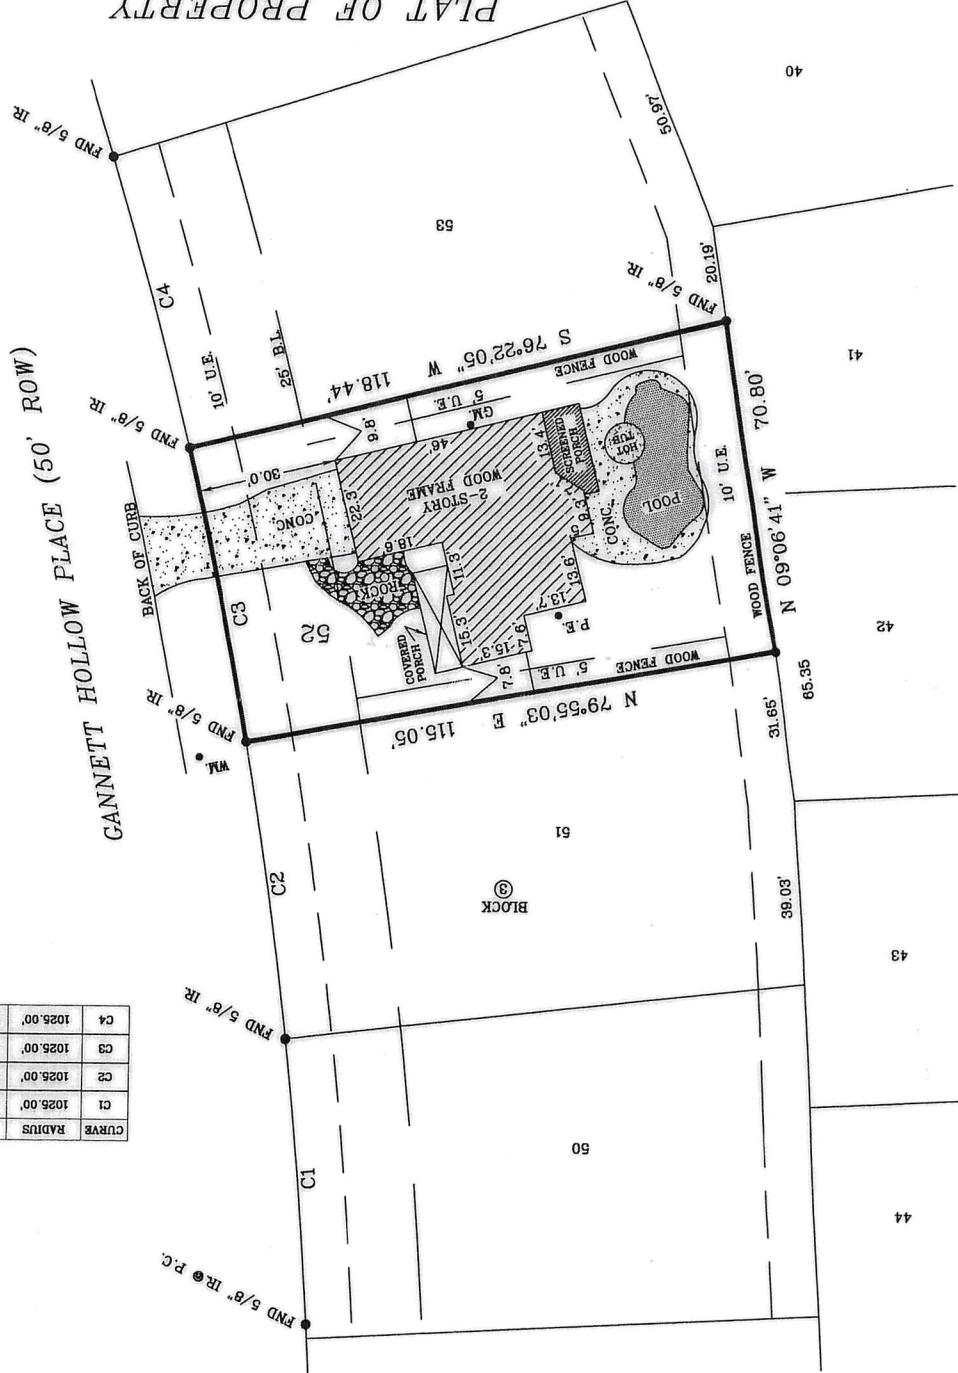 PLAT OF PROPERTY
GANNETT HOLLOW PLACE (50' ROW)
FND 5/8" IR.
C4
10' U.E.
25' B.L.
53
50.97'
40
20.19'
FND 5/8" IR.
41
FND 5/8" IR.
S 76°22'05" W
118.44'
WOOD FENCE
5' U.E.
GM.
9.8'
46'
30.0'
BACK OF CURB
CONC.
22.3
18.8
2-STORY
WOOD FRAME
13.4
SCREENED
PORCH
9.3
5
CONC.
HOT
TUB
POOL
10' U.E.
70.80'
N 09°06'41" W
WOOD FENCE
C3
ROCK
52
COVERED
PORCH
11.3
15.3'
15.3
7.6
13.7
13.6
P.E.
7.8
5' U.E.
WOOD FENCE
N 79°55'03" E
115.05'
FND 5/8" IR.
WM.
42
31.65'
65.35
C2
51
BLOCK
3
39.03'
43
FND 5/8" IR.
C1
50
44
FND 5/8" IR. @ P.C.
CURVE RADIUS
C1 1025.00'
C2 1025.00'
C3 1025.00'
C4 1025.00'